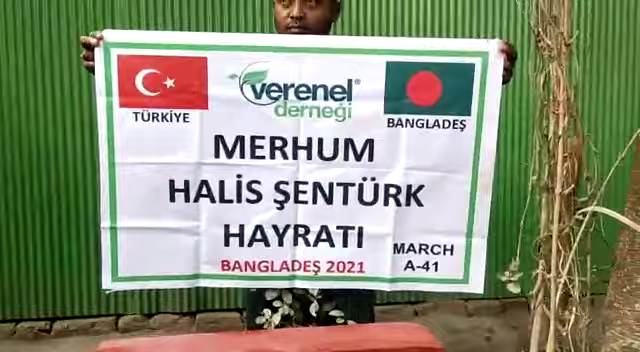 verenel®
derneği
TÜRKİYE
BANGLADEŞ
MERHUM
HALİS ŞENTÜRK
HAYRATI
MARCH
A-41
BANGLADEŞ 2021